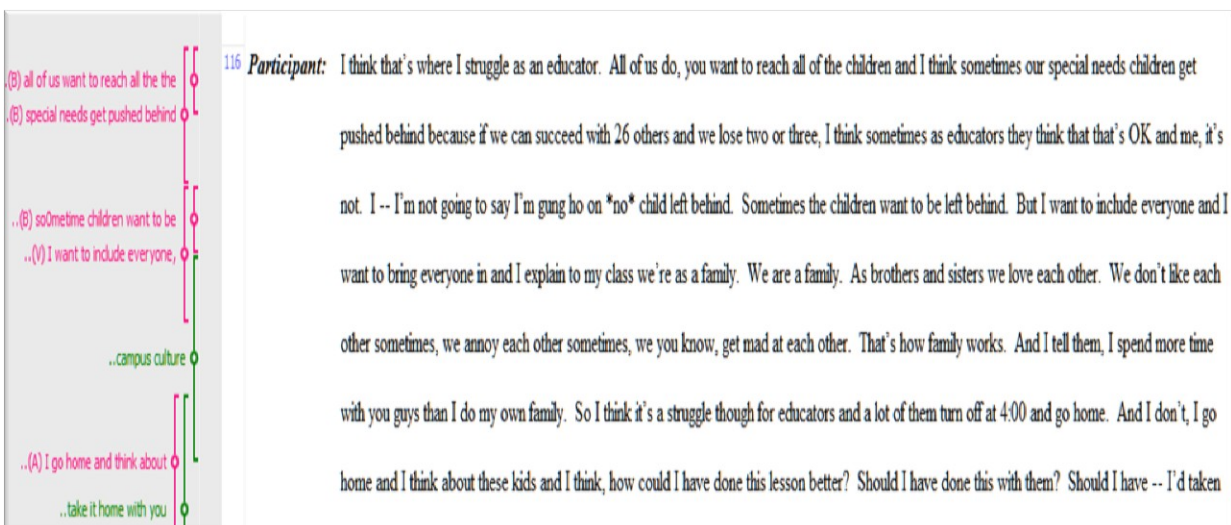 116 Participant: I think that's where I struggle as an educator. All of us do, you want to reach all of the children and I think sometimes our special needs children get
..(B) all of us want to reach all the the
..(B) special needs get pushed behind
pushed behind because if we can succeed with 26 others and we lose two or three, I think sometimes as educators they think that that's OK and me, it's
not. I -- I'm not going to say I'm gung ho on *no* child left behind. Sometimes the children want to be left behind. But I want to include everyone and I
..(B) so0metime children want to be
..(V) I want to include everyone,
want to bring everyone in and I explain to my class we're as a family. We are a family. As brothers and sisters we love each other. We don't like each
other sometimes, we annoy each other sometimes, we you know, get mad at each other. That's how family works. And I tell them, I spend more time
..campus culture
with you guys than I do my own family. So I think it's a struggle though for educators and a lot of them turn off at 4:00 and go home. And I don't, I go
..(A) I go home and think about
home and I think about these kids and I think, how could I have done this lesson better? Should I have done this with them? Should I have -- I'd taken
..take it home with you